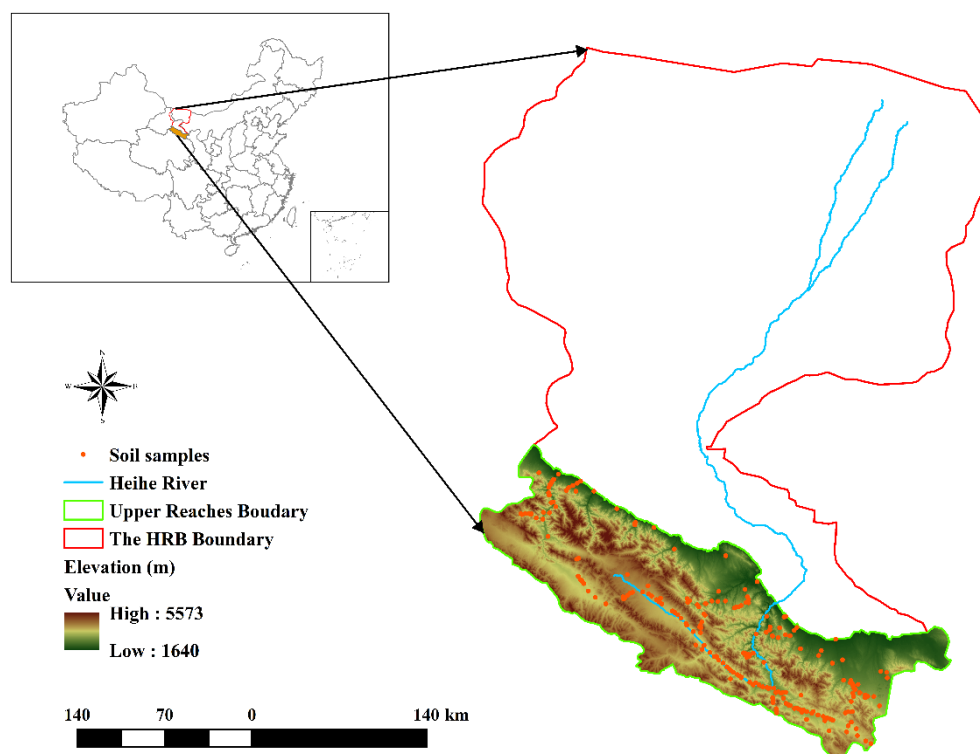 N
W
E
S
Soil samples
Heihe River
Upper Reaches Boudary
The HRB Boundary
Elevation (m)
Value
High : 5573
Low : 1640
140 70 0 140 km